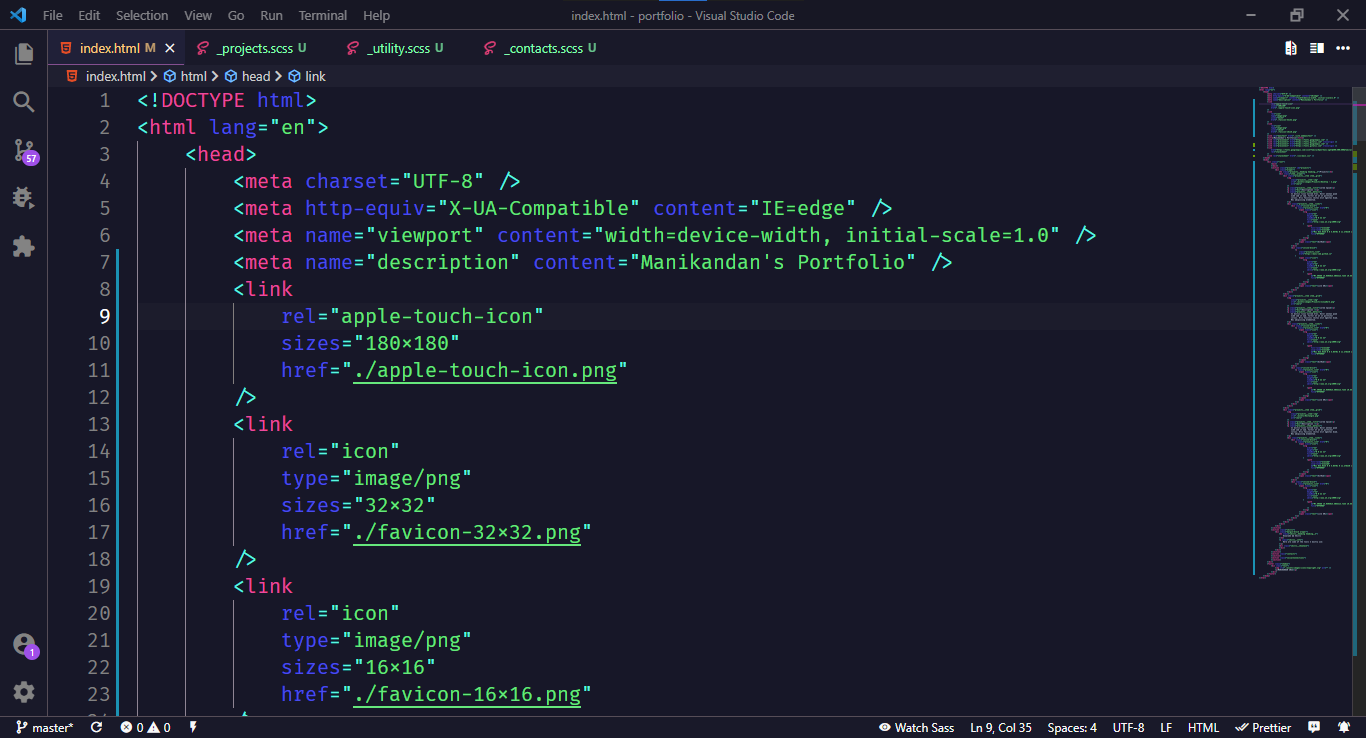 File Edit Selection View Go Run Terminal Help index.html - portfolio - Visual Studio Code
index.html M _projects.scss U _utility.scss U _contacts.scss U
index.html > html > head > link
1 <!DOCTYPE html>
2 <html lang="en">
3 <head>
4 <meta charset="UTF-8" />
5 <meta http-equiv="X-UA-Compatible" content="IE=edge" />
6 <meta name="viewport" content="width=device-width, initial-scale=1.0" />
7 <meta name="description" content="Manikandan's Portfolio" />
8 <link
9 rel="apple-touch-icon"
10 sizes="180×180"
11 href="./apple-touch-icon.png"
12 />
13 <link
14 rel="icon"
15 type="image/png"
16 sizes="32×32"
17 href="./favicon-32×32.png"
18 />
19 <link
20 rel="icon"
21 type="image/png"
22 sizes="16×16"
23 href="./favicon-16×16.png"
57
1
master* 0 0 Watch Sass Ln 9, Col 35 Spaces: 4 UTF-8 LF HTML Prettier